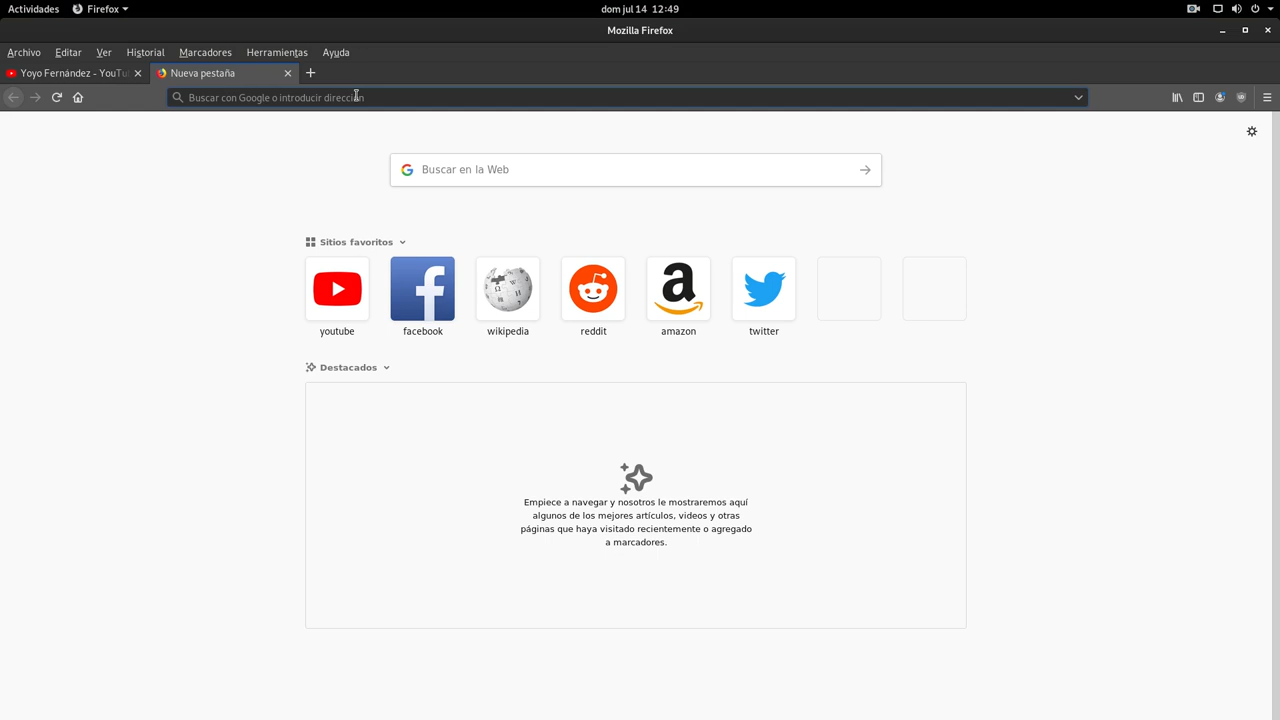 Actividades Firefox dom jul 14 12:49
Mozilla Firefox
Archivo Editar Ver Historial Marcadores Herramientas Ayuda
Yoyo Fernández - YouTu Nueva pestaña
Buscar con Google o introducir dirección
Buscar en la Web
Sitios favoritos
youtube facebook wikipedia reddit amazon twitter
Destacados
Empiece a navegar y nosotros le mostraremos aquí
algunos de los mejores artículos, videos y otras
páginas que haya visitado recientemente o agregado
a marcadores.